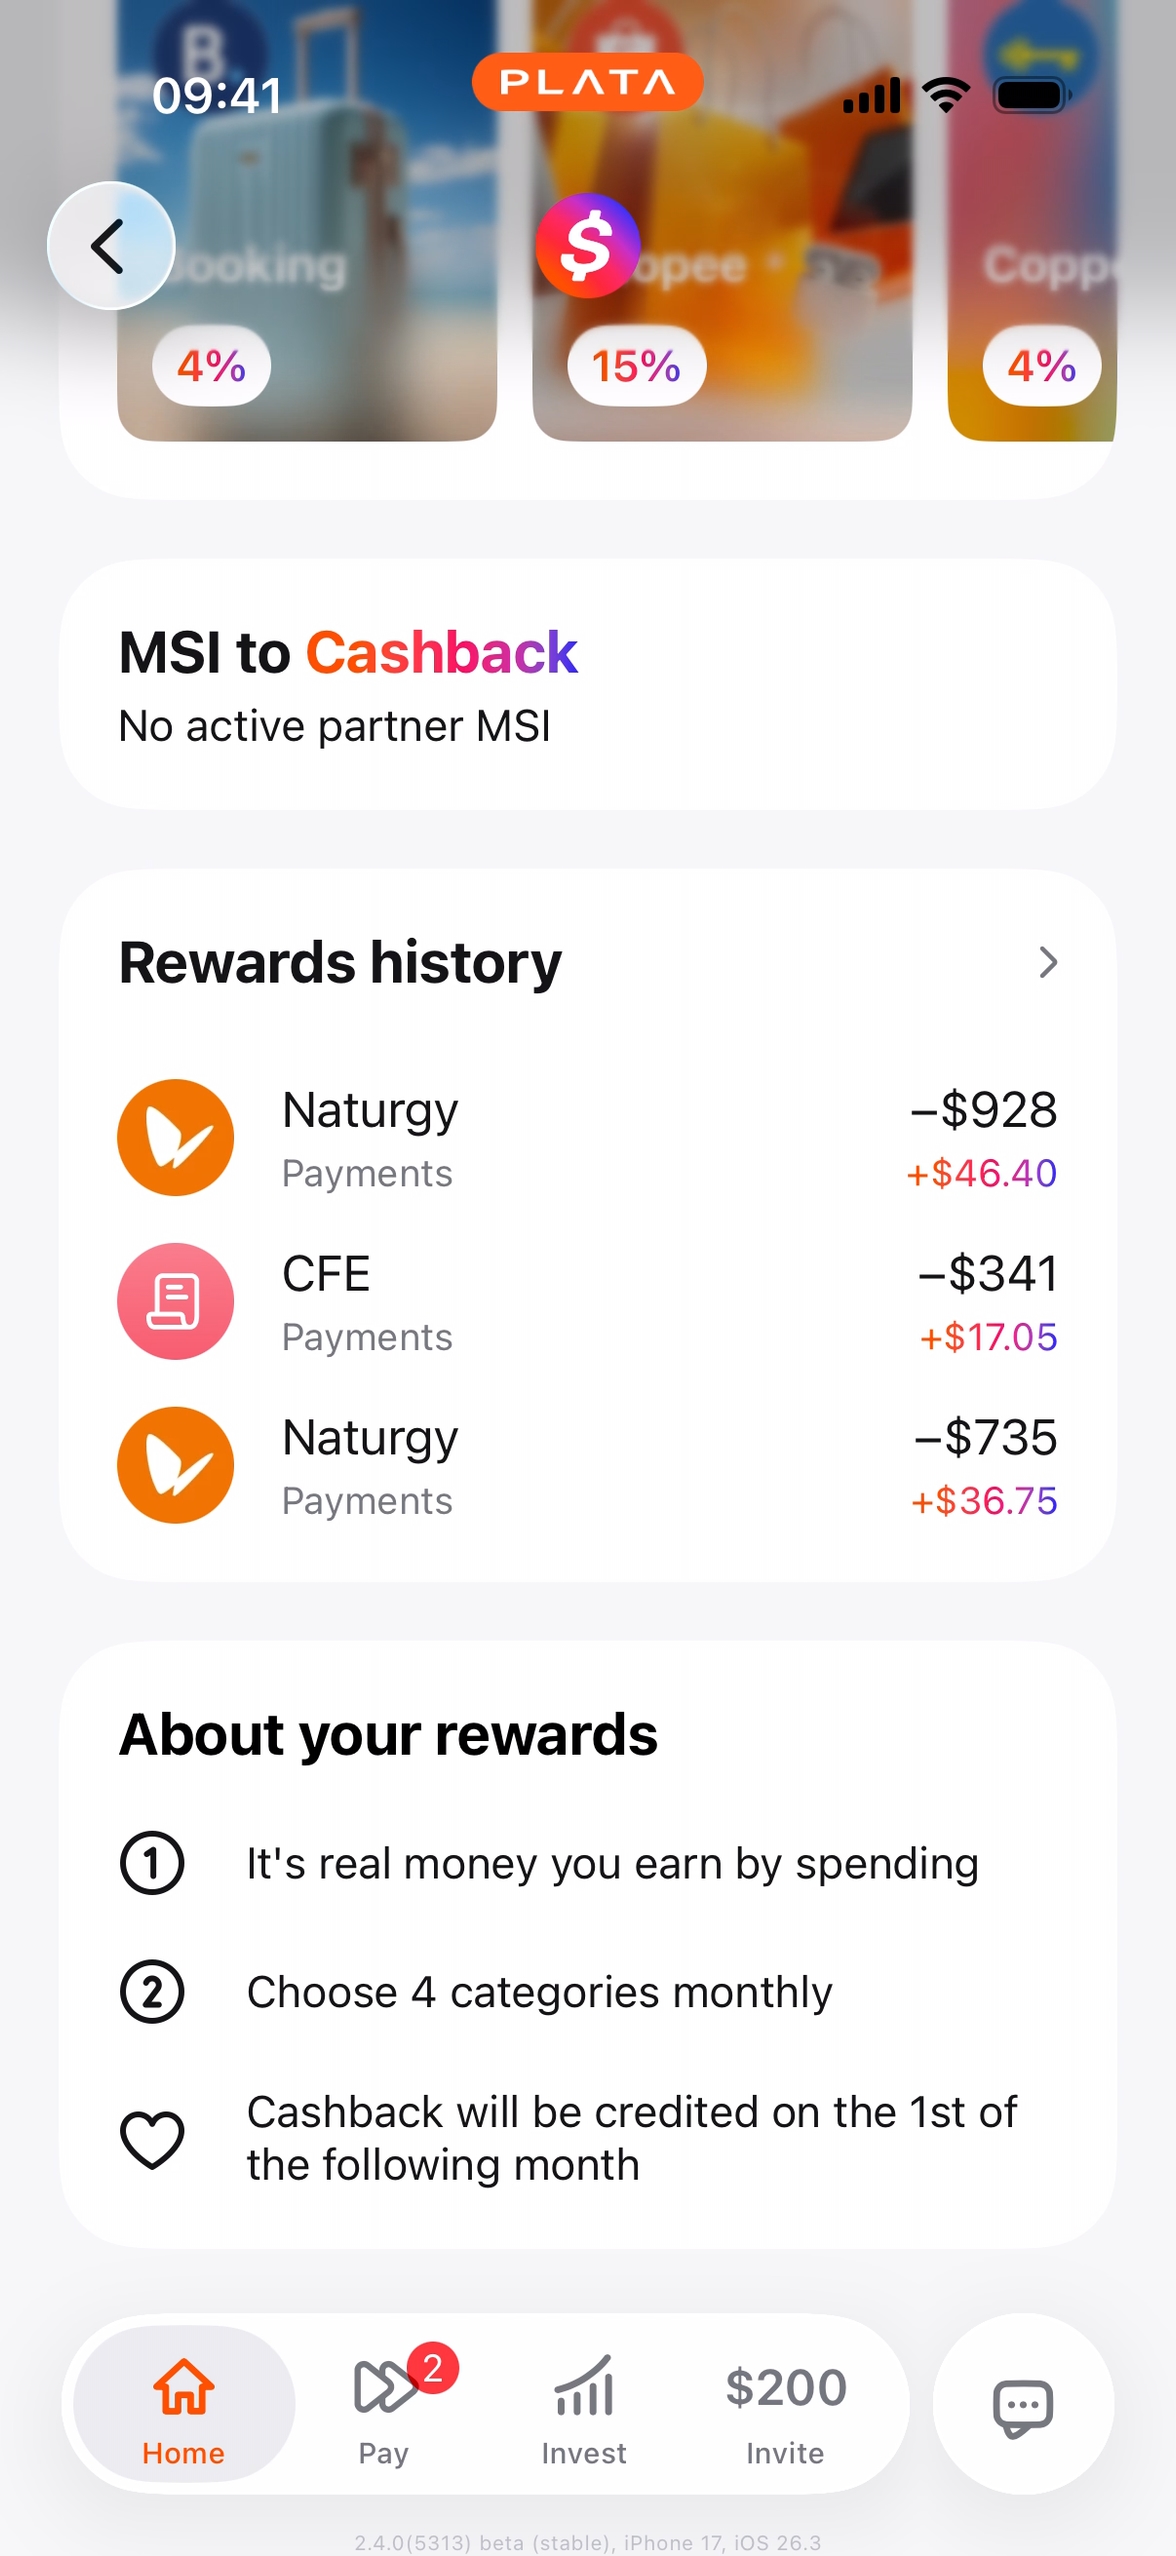 09:41
PLATA
B.
$
4%
15%
4%
MSI to Cashback
No active partner MSI
Rewards history
Naturgy
–$928
Payments
+$46.40
CFE
–$341
Payments
+$17.05
Naturgy
–$735
Payments
+$36.75
About your rewards
1
It's real money you earn by spending
2
Choose 4 categories monthly
Cashback will be credited on the 1st of
the following month
2
$200
Home
Pay
Invest
Invite
2.4.0(5313) beta (stable), iPhone 17, iOS 26.3